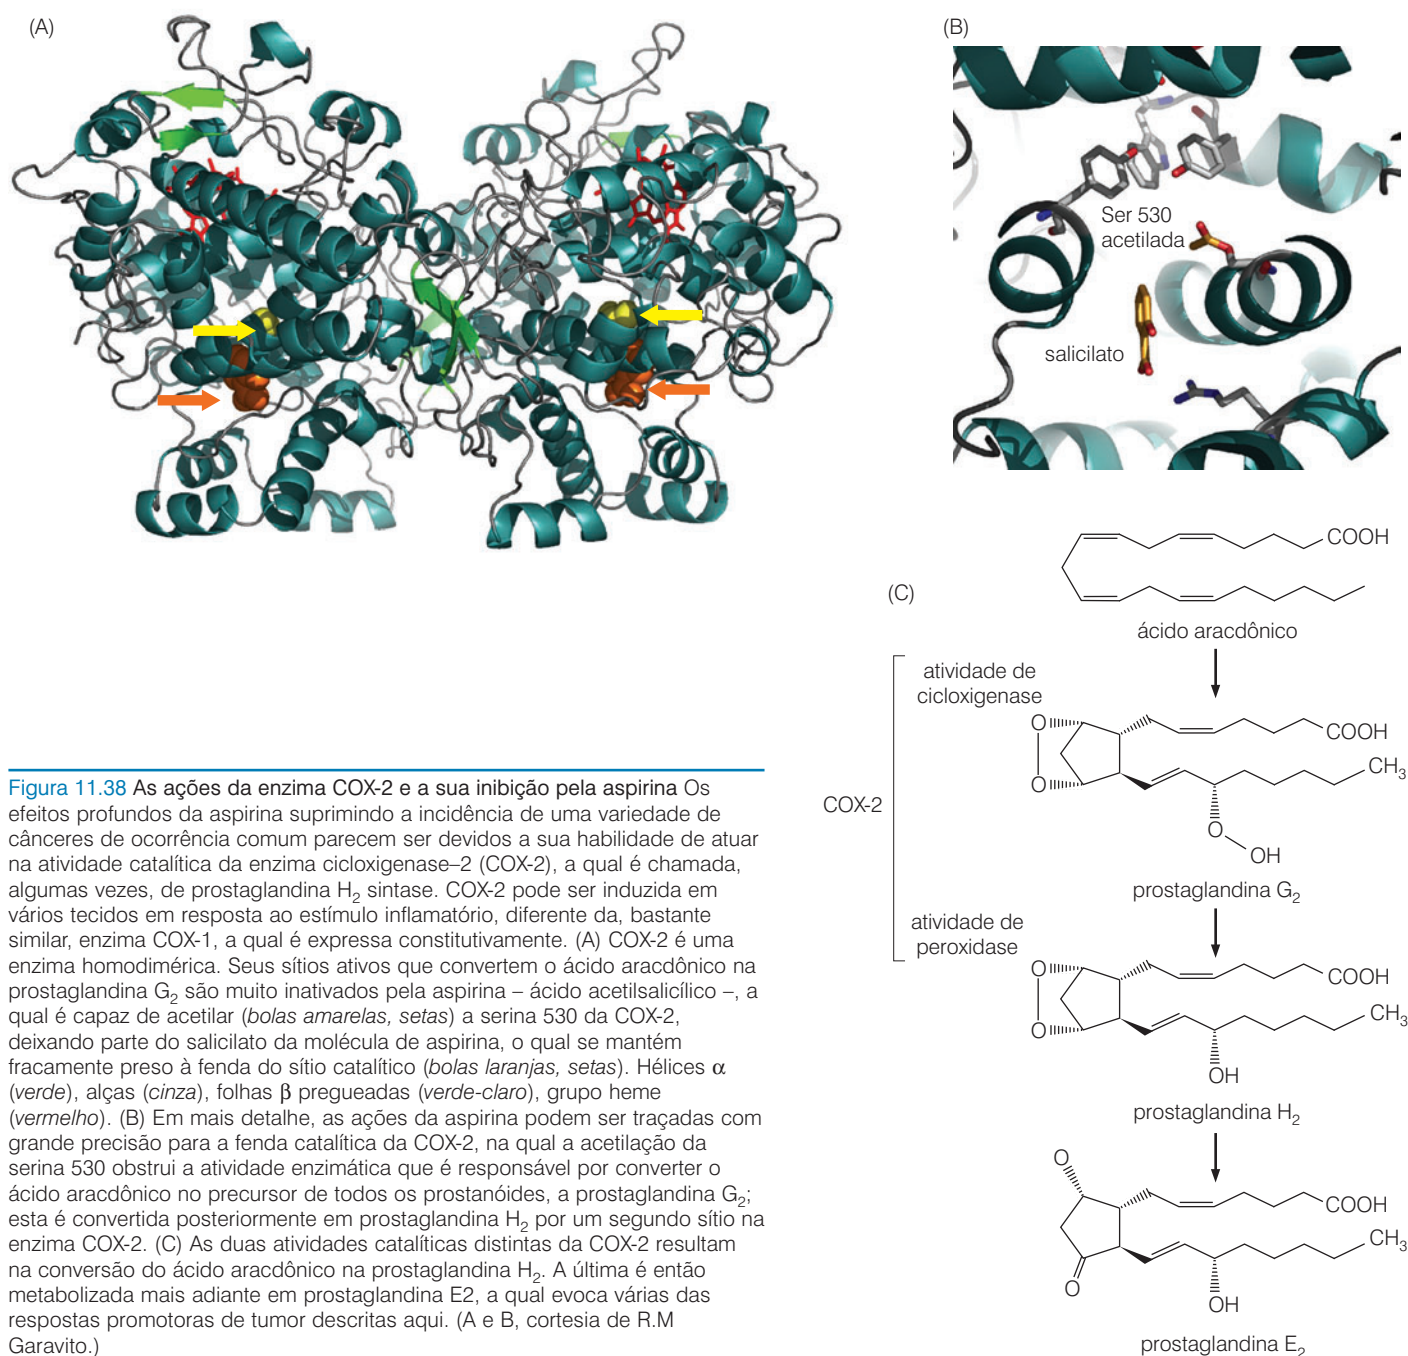 (A)
(B)
Ser 530
acetilada
salicilato
(C)
COOH
ácido aracdônico
atividade de
cicloxigenase
O
O
COOH
CH3
O
OH
prostaglandina G2
COX-2
atividade de
peroxidase
O
O
COOH
CH3
OH
prostaglandina H2
O
COOH
CH3
O
OH
prostaglandina E2
Figura 11.38 As ações da enzima COX-2 e a sua inibição pela aspirina Os
efeitos profundos da aspirina suprimindo a incidência de uma variedade de
cânceres de ocorrência comum parecem ser devidos a sua habilidade de atuar
na atividade catalítica da enzima cicloxigenase–2 (COX-2), a qual é chamada,
algumas vezes, de prostaglandina H2 sintase. COX-2 pode ser induzida em
vários tecidos em resposta ao estímulo inflamatório, diferente da, bastante
similar, enzima COX-1, a qual é expressa constitutivamente. (A) COX-2 é uma
enzima homodimérica. Seus sítios ativos que convertem o ácido aracdônico na
prostaglandina G2 são muito inativados pela aspirina – ácido acetilsalicílico –, a
qual é capaz de acetilar (bolas amarelas, setas) a serina 530 da COX-2,
deixando parte do salicilato da molécula de aspirina, o qual se mantém
fracamente preso à fenda do sítio catalítico (bolas laranjas, setas). Hélices α
(verde), alças (cinza), folhas β pregueadas (verde-claro), grupo heme
(vermelho). (B) Em mais detalhe, as ações da aspirina podem ser traçadas com
grande precisão para a fenda catalítica da COX-2, na qual a acetilação da
serina 530 obstrui a atividade enzimática que é responsável por converter o
ácido aracdônico no precursor de todos os prostanóides, a prostaglandina G2;
esta é convertida posteriormente em prostaglandina H2 por um segundo sítio na
enzima COX-2. (C) As duas atividades catalíticas distintas da COX-2 resultam
na conversão do ácido aracdônico na prostaglandina H2. A última é então
metabolizada mais adiante em prostaglandina E2, a qual evoca várias das
respostas promotoras de tumor descritas aqui. (A e B, cortesia de R.M
Garavito.)